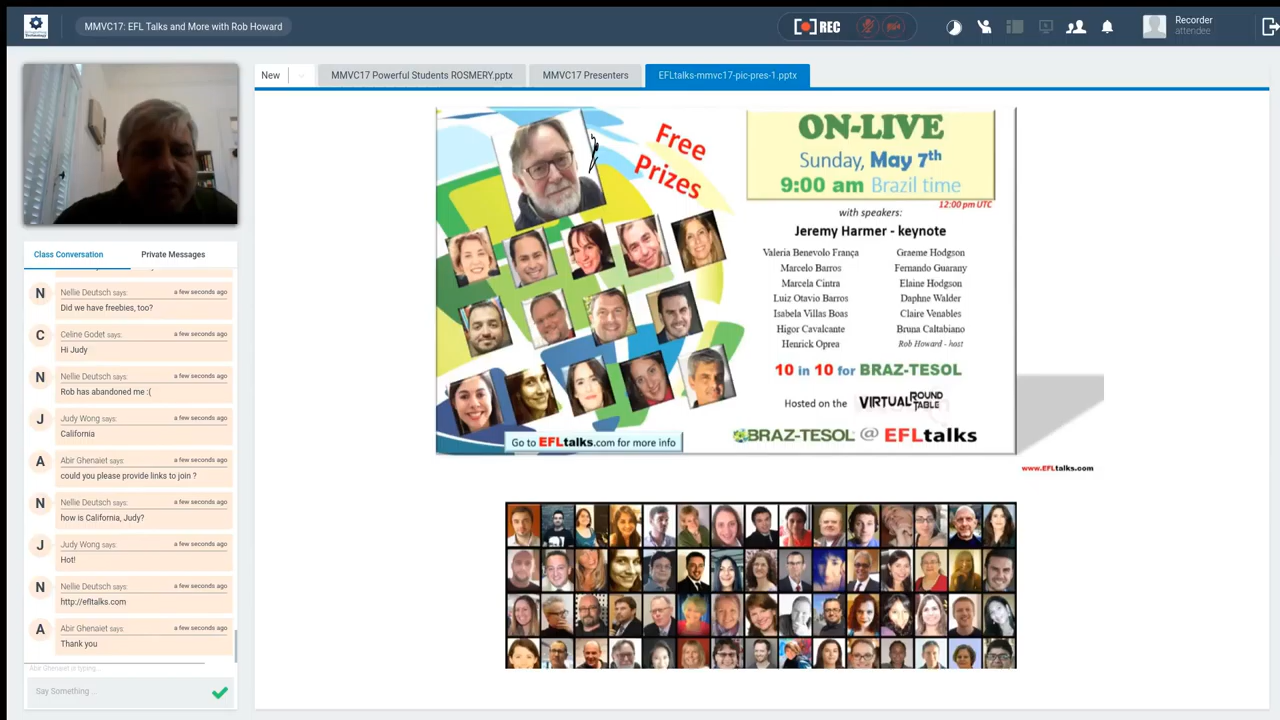 MMVC17: EFL Talks and More with Rob Howard
REC
Recorder
attendee
New
MMVC17 Powerful Students ROSMERY.pptx
MMVC17 Presenters
EFLtalks-mmvc17-pic-pres-1.pptx
Class Conversation
Private Messages
N
Nellie Deutsch says:
a few seconds ago
Did we have freebies, too?
C
Celine Godet says:
a few seconds ago
Hi Judy
N
Nellie Deutsch says:
a few seconds ago
Rob has abandoned me :(
J
Judy Wong says:
a few seconds ago
California
A
Abir Ghenaiet says:
a few seconds ago
could you please provide links to join ?
N
Nellie Deutsch says:
a few seconds ago
how is California, Judy?
J
Judy Wong says:
a few seconds ago
Hot!
N
Nellie Deutsch says:
a few seconds ago
http://efltalks.com
A
Abir Ghenaiet says:
a few seconds ago
Thank you
Abir Ghenaiet is typing...
Say Something ...
Free
Prizes
Go to EFLtalks.com for more info
ON-LIVE
Sunday, May 7th
9:00 am Brazil time
12:00 pm UTC
with speakers:
Jeremy Harmer - keynote
Valeria Benevolo França
Graeme Hodgson
Marcelo Barros
Fernando Guarany
Marcela Cintra
Elaine Hodgson
Luiz Otavio Barros
Daphne Walder
Isabela Villas Boas
Claire Venables
Higor Cavalcante
Bruna Caltabiano
Henrick Oprea
Rob Howard - host
10 in 10 for BRAZ-TESOL
Hosted on the VIRTUAL ROUND TABLE
BRAZ-TESOL @ EFLtalks
www.EFLtalks.com